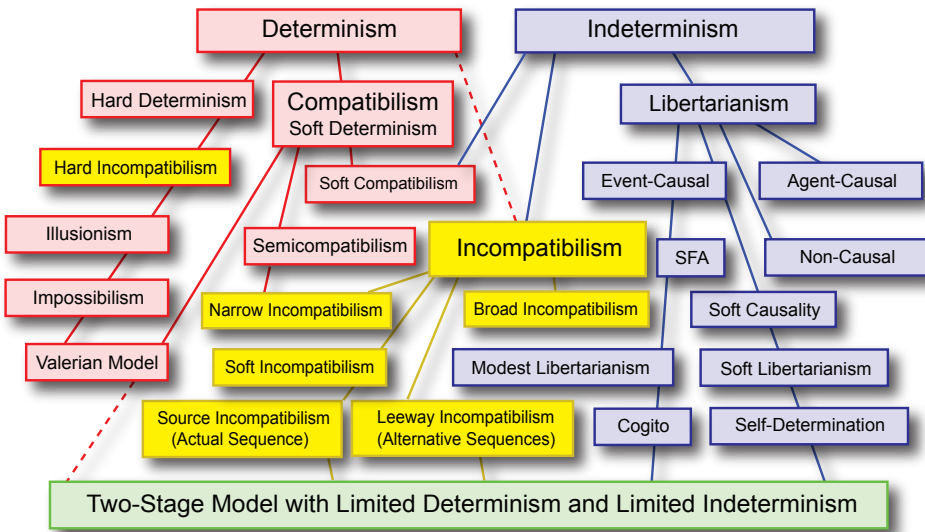 Determinism
Indeterminism
Hard Determinism
Compatibilism
Soft Determinism
Libertarianism
Hard Incompatibilism
Soft Compatibilism
Event-Causal
Agent-Causal
Illusionism
Semicompatibilism
Incompatibilism
SFA
Non-Causal
Impossibilism
Narrow Incompatibilism
Broad Incompatibilism
Soft Causality
Valerian Model
Soft Incompatibilism
Modest Libertarianism
Soft Libertarianism
Source Incompatibilism
(Actual Sequence)
Leeway Incompatibilism
(Alternative Sequences)
Cogito
Self-Determination
Two-Stage Model with Limited Determinism and Limited Indeterminism